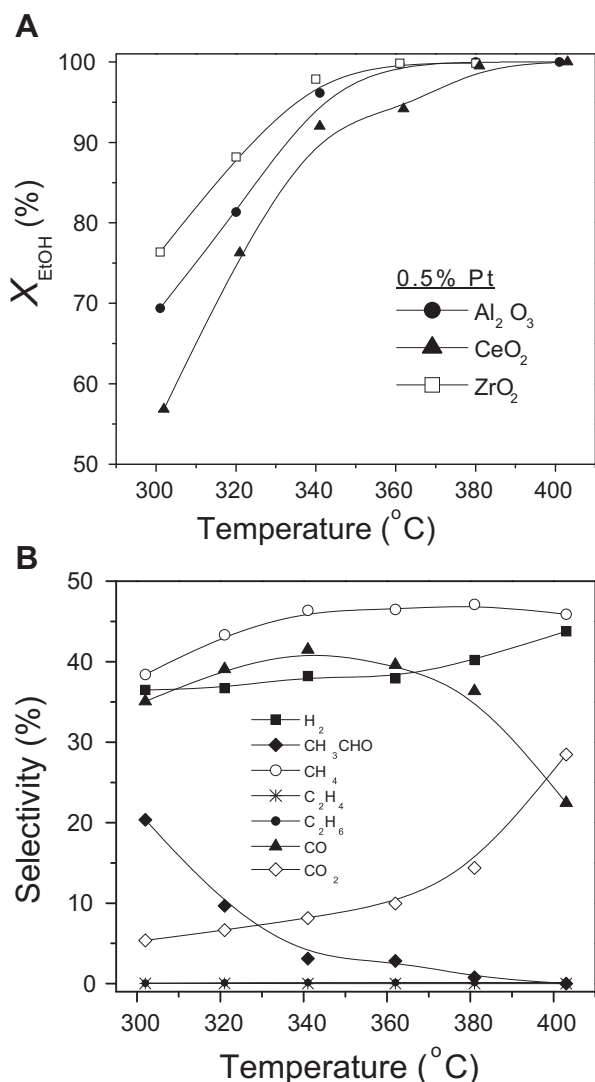 A
100
90
80
70
60
50
X_EtOH (%)
0.5% Pt
Al₂ O₃
CeO₂
ZrO₂
300 320 340 360 380 400
Temperature (°C)
B
50
40
30
20
10
0
Selectivity (%)
H₂
CH₃CHO
CH₄
C₂H₄
C₂H₆
CO
CO₂
300 320 340 360 380 400
Temperature (°C)